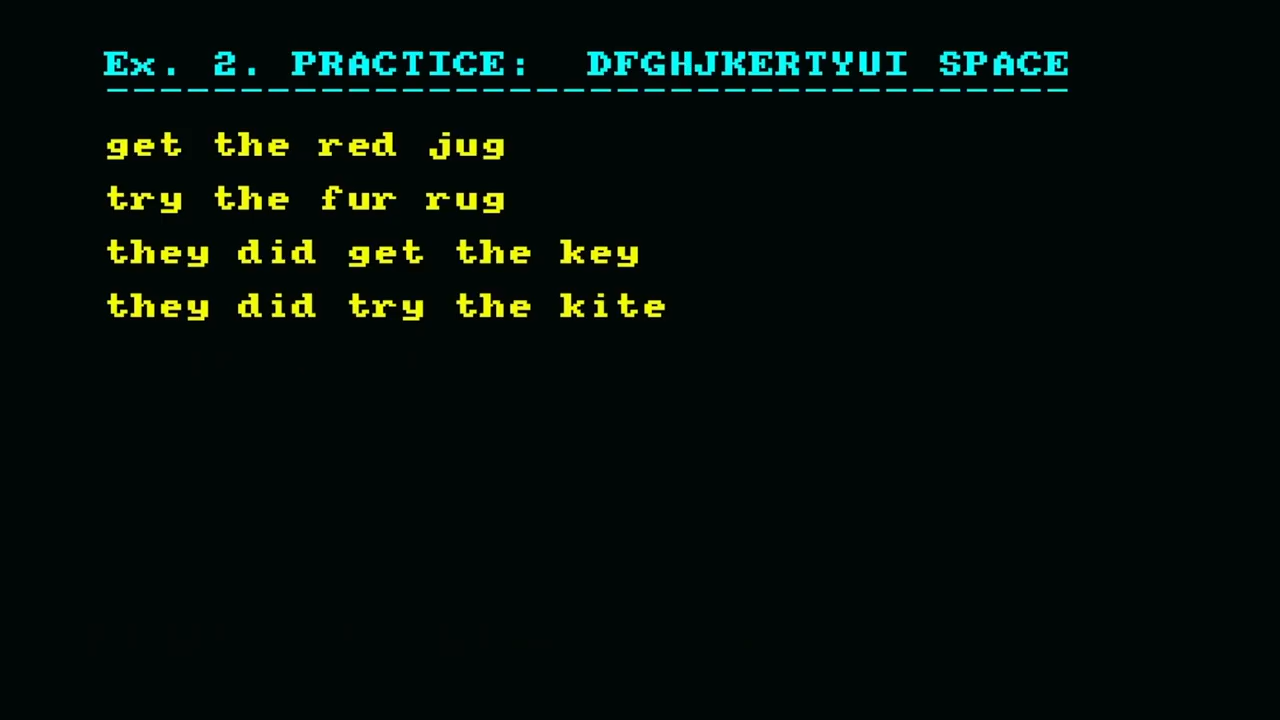 Ex. 2. PRACTICE:  DFGHJKERTYUI SPACE
------------------------------------
get the red jug
try the fur rug
they did get the key
they did try the kite